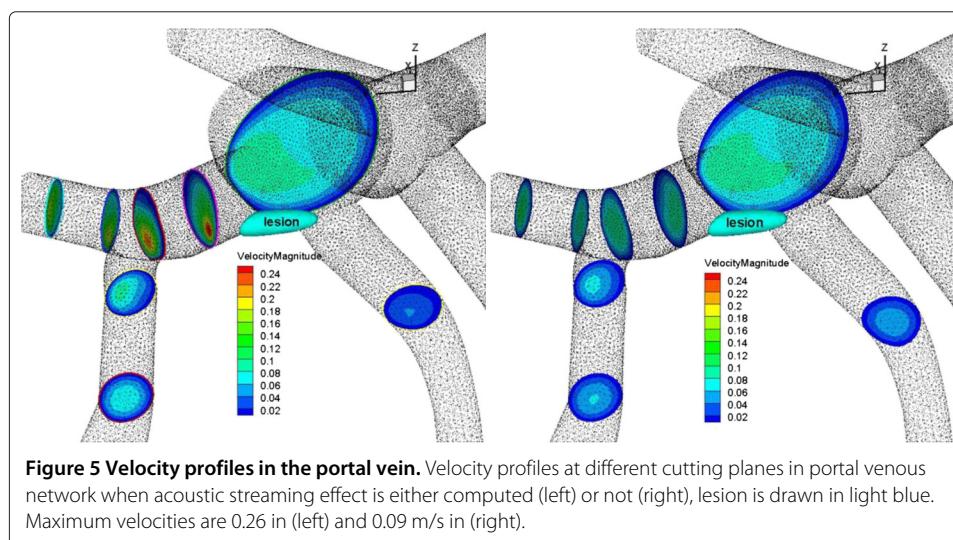 Z
X
lesion
VelocityMagnitude
0.24
0.22
0.2
0.18
0.16
0.14
0.12
0.1
0.08
0.06
0.04
0.02
Z
X
lesion
VelocityMagnitude
0.24
0.22
0.2
0.18
0.16
0.14
0.12
0.1
0.08
0.06
0.04
0.02
Figure 5 Velocity profiles in the portal vein. Velocity profiles at different cutting planes in portal venous
network when acoustic streaming effect is either computed (left) or not (right), lesion is drawn in light blue.
Maximum velocities are 0.26 in (left) and 0.09 m/s in (right).